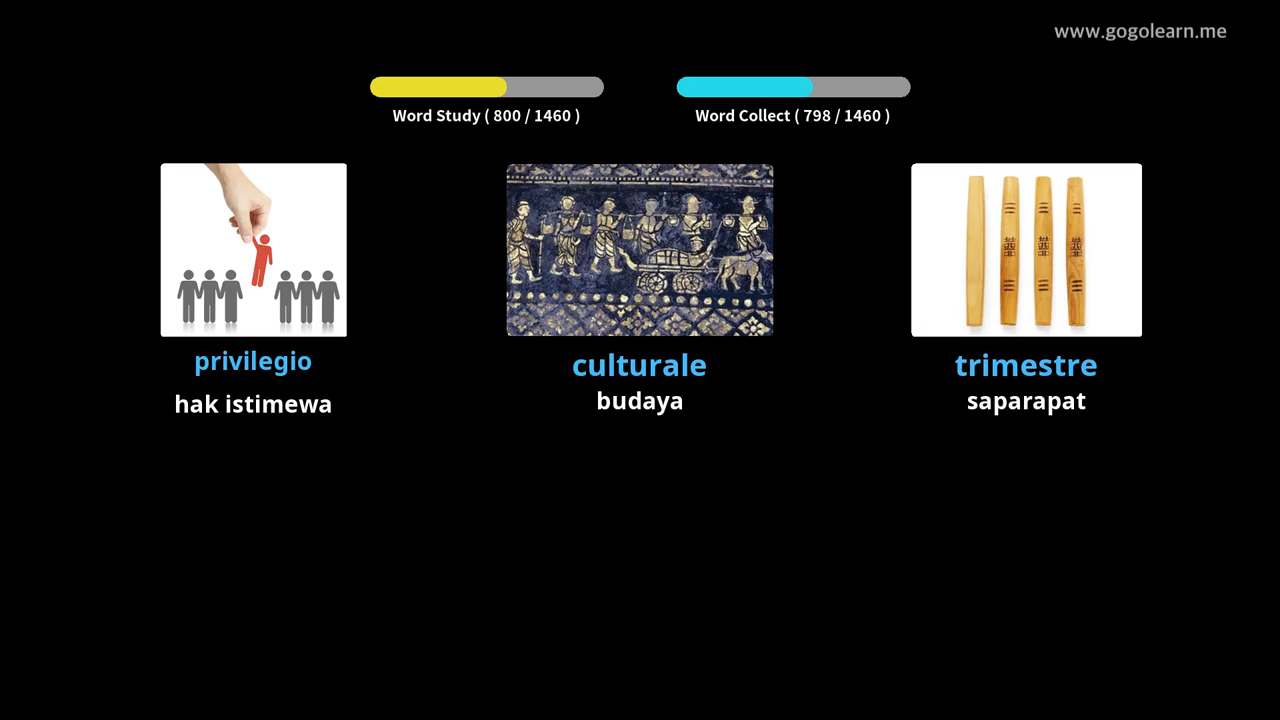 www.gogolearn.me
Word Study ( 800 / 1460 )
Word Collect ( 798 / 1460 )
privilegio
hak istimewa
culturale
budaya
trimestre
saparapat